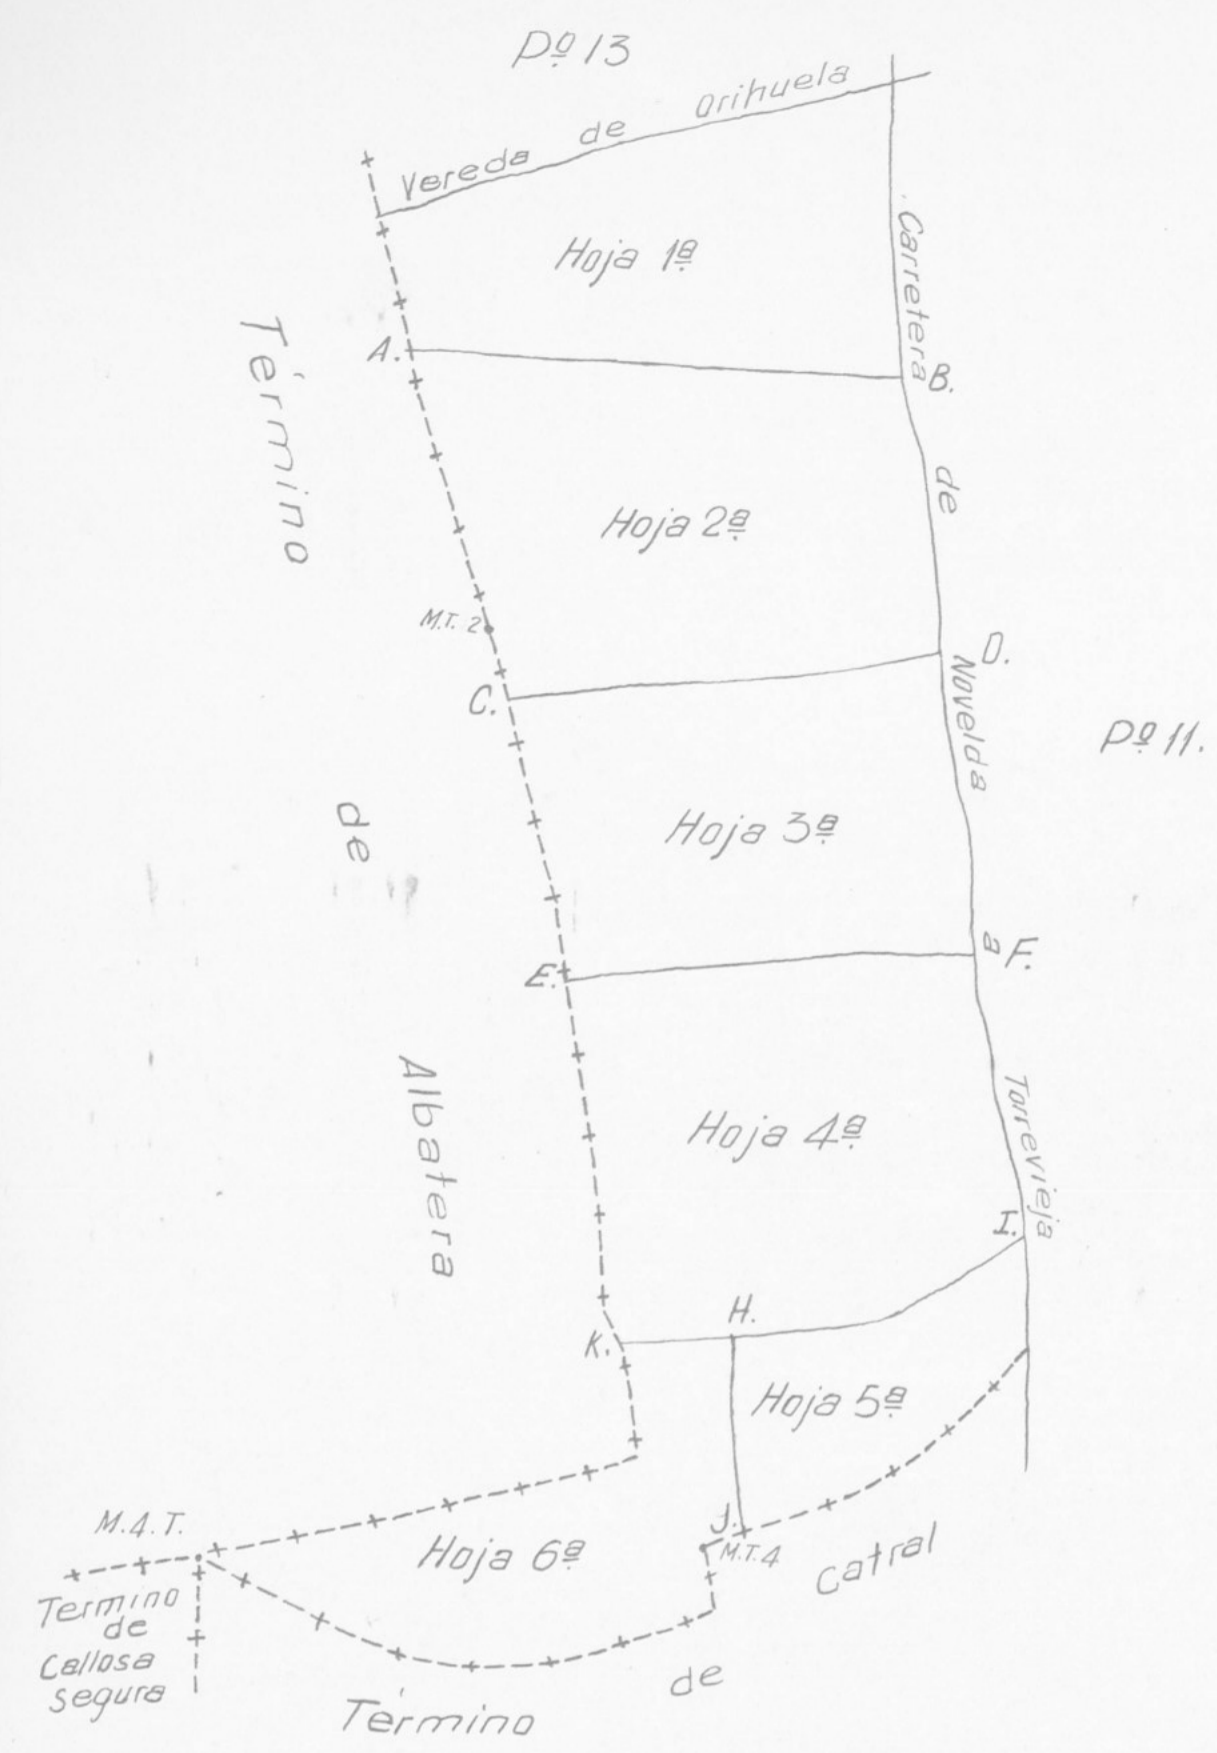 Pº 13
Vereda de Orihuela
Hoja 1ª
Carretera de Novelda a Torrevieja
A.
B.
Término de Albatera
Hoja 2ª
M.T. 2
D.
C.
Pº 11.
Hoja 3ª
E.
F.
Hoja 4ª
I.
H.
K.
Hoja 5ª
J.
M.T. 4
M. 4. T.
Hoja 6ª
Termino
de
Callosa
segura
Término de Catral